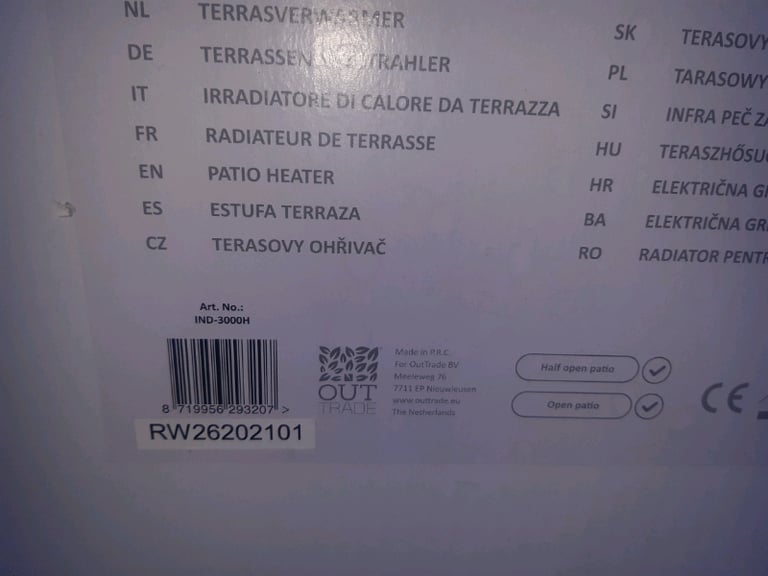 NL TERRASVERWARMER
DE
IT IRRADIATORE DI CALORE DA TERRAZZA
FR RADIATEUR DE TERRASSE
EN PATIO HEATER
ES ESTUFA TERRAZA
CZ TERASOVY OHŘIVAČ
SK TERASOVY
PL TARASOWY
SI INFRA PEČ
HU
HR ELEKTRIČNA
BA ELEKTRIČNA
RO RADIATOR
Art. No.:
IND-3000H
8 719956 293207 >
RW26202101
OUT
TRADE
Made in P.R.C.
For OutTrade BV
Meeleweg 76
7711 EP Nieuwleusen
www.outtrade.eu
The Netherlands
Half open patio
Open patio
CE